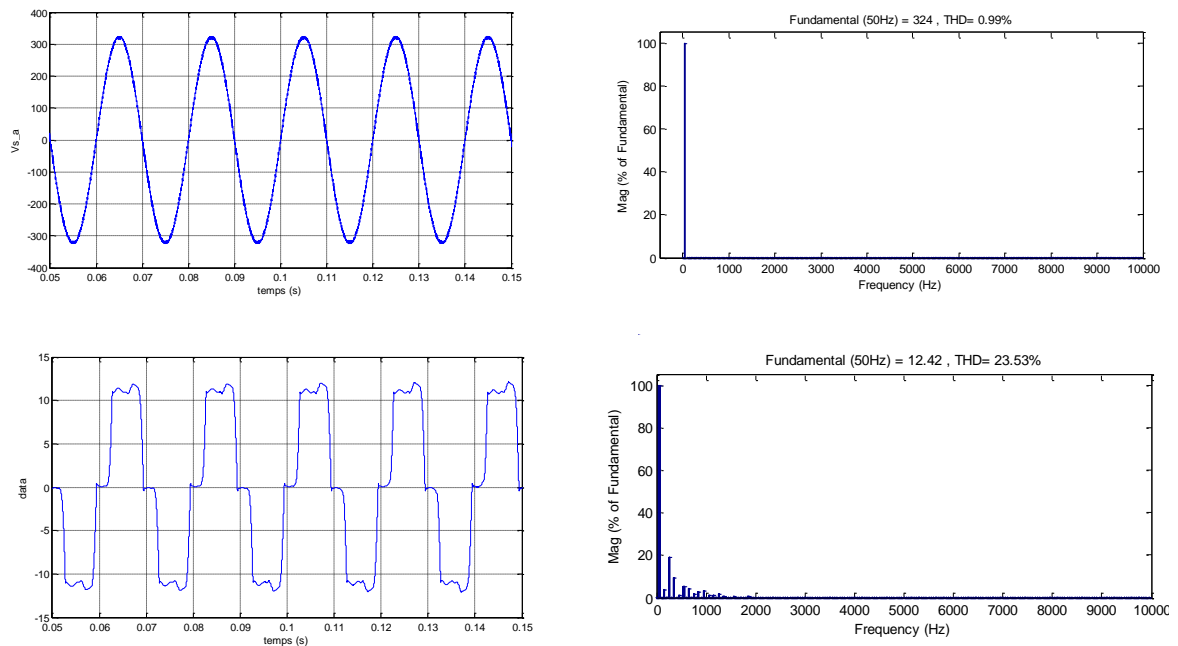 400
300
200
100
0
-100
-200
-300
-400
Vs_a
0.05 0.06 0.07 0.08 0.09 0.1 0.11 0.12 0.13 0.14 0.15
temps (s)
Fundamental (50Hz) = 324 , THD= 0.99%
100
80
60
40
20
0
Mag (% of Fundamental)
0 1000 2000 3000 4000 5000 6000 7000 8000 9000 10000
Frequency (Hz)
15
10
5
0
-5
-10
-15
data
0.05 0.06 0.07 0.08 0.09 0.1 0.11 0.12 0.13 0.14 0.15
temps (s)
Fundamental (50Hz) = 12.42 , THD= 23.53%
100
80
60
40
20
0
Mag (% of Fundamental)
0 1000 2000 3000 4000 5000 6000 7000 8000 9000 10000
Frequency (Hz)